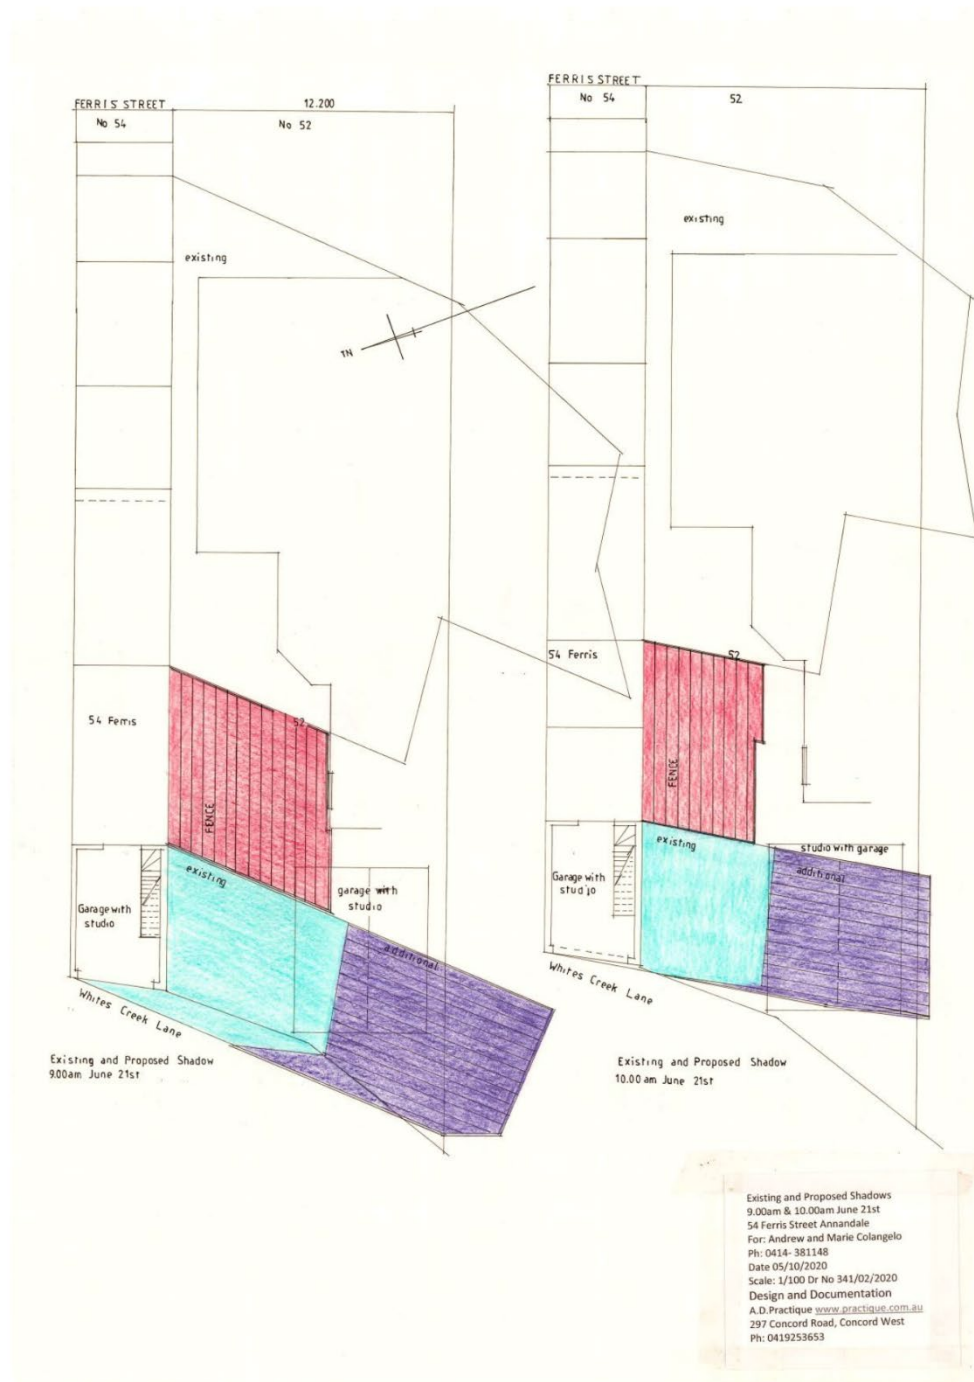 FERRIS STREET
12.200
No 54
No 52
existing
TN
54 Ferris
52
FENCE
existing
garage with
studio
additional
Garage with
studio
Whites Creek Lane
Existing and Proposed Shadow
9.00am June 21st
FERRIS STREET
No 54
52
existing
54 Ferris
52
FENCE
existing
studio with garage
additional
Garage with
studio
Whites Creek Lane
Existing and Proposed Shadow
10.00 am June 21st
Existing and Proposed Shadows
9.00am & 10.00am June 21st
54 Ferris Street Annandale
For: Andrew and Marie Colangelo
Ph: 0414- 381148
Date 05/10/2020
Scale: 1/100 Dr No 341/02/2020
Design and Documentation
A.D.Practique www.practique.com.au
297 Concord Road, Concord West
Ph: 0419253653